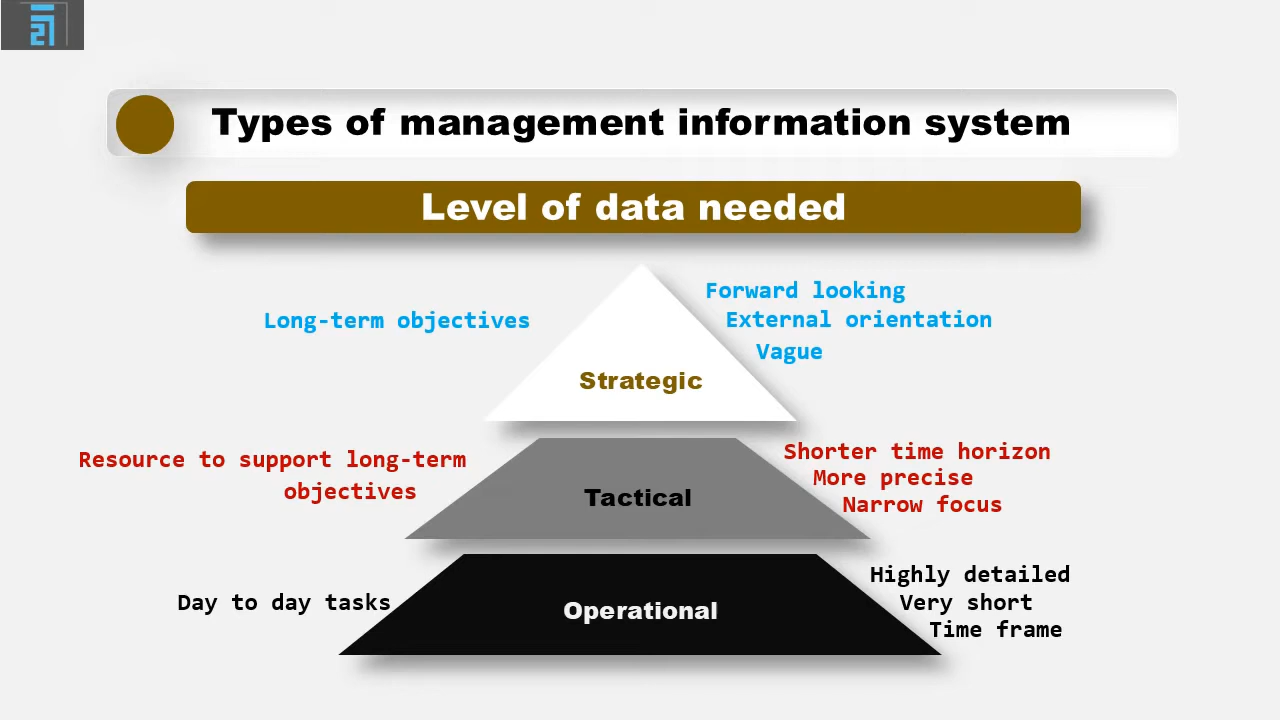 Types of management information system
Level of data needed
Long-term objectives
Forward looking
External orientation
Vague
Strategic
Resource to support long-term
objectives
Shorter time horizon
More precise
Narrow focus
Tactical
Day to day tasks
Highly detailed
Very short
Time frame
Operational